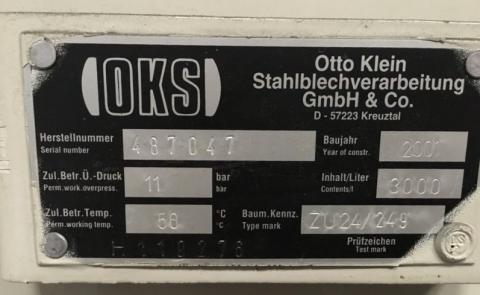 OKS
Otto Klein
Stahlblechverarbeitung
GmbH & Co.
D - 57223 Kreuztal
Herstellnummer 487047 Baujahr 2001
Serial number Year of constr.
Zul.Betr.Ü.-Druck 11 bar Inhalt/Liter 3000
Perm.work.overpress. bar Contents/l
Zul.Betr.Temp. 58 °C Baum.Kennz. ZU24/249
Perm.working temp. °C Type mark
H 110276 Prüfzeichen
Test mark